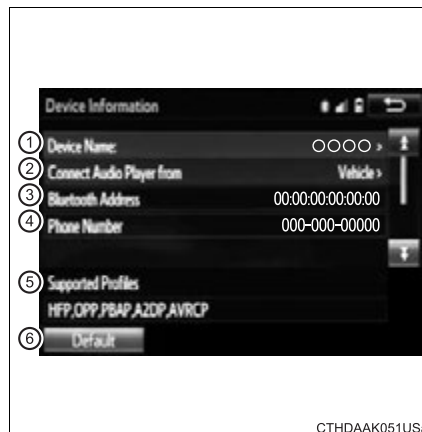 Device Information
1 Device Name: ○○○○ >
2 Connect Audio Player from Vehicle >
3 Bluetooth Address 00:00:00:00:00:00
4 Phone Number 000-000-00000
5 Supported Profiles
HFP,OPP,PBAP,A2DP,AVRCP
6 Default
CTHDAAK051US